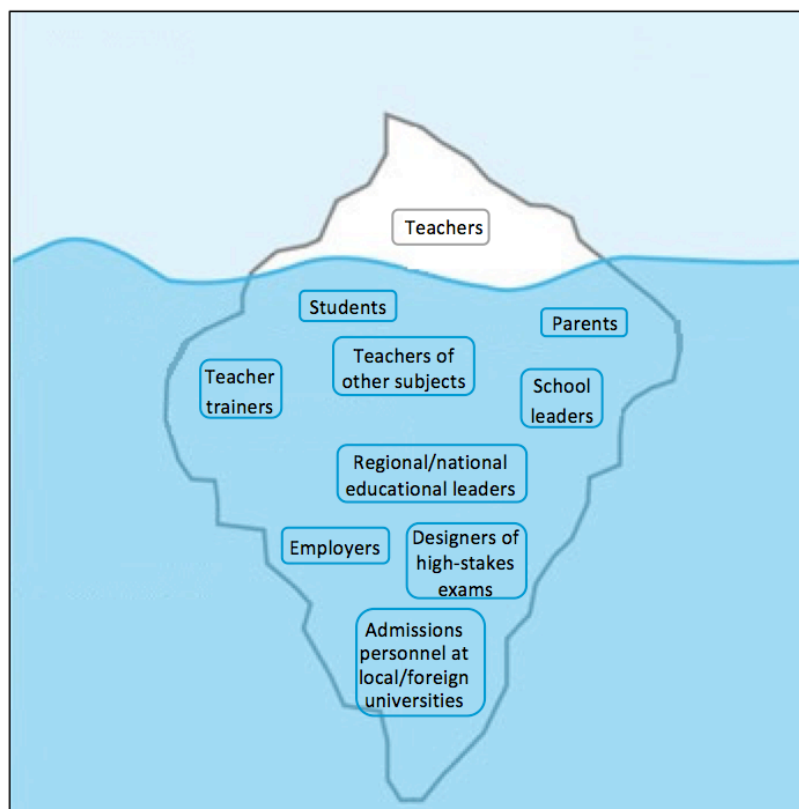 Teachers
Students
Parents
Teachers of
other subjects
Teacher
trainers
School
leaders
Regional/national
educational leaders
Employers
Designers of
high-stakes
exams
Admissions
personnel at
local/foreign
universities